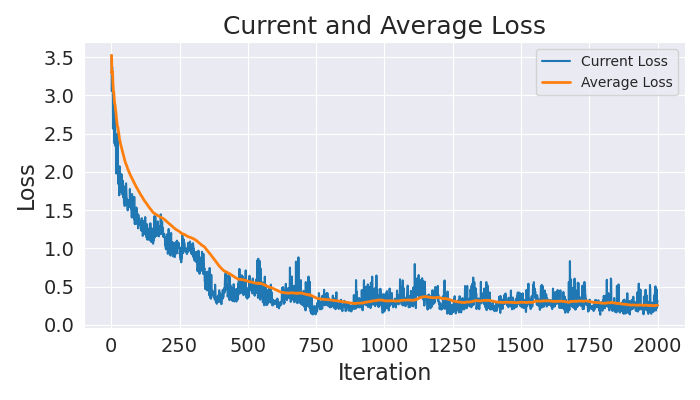 Current and Average Loss
Current Loss
Average Loss
Loss
3.5
3.0
2.5
2.0
1.5
1.0
0.5
0.0
0 250 500 750 1000 1250 1500 1750 2000
Iteration